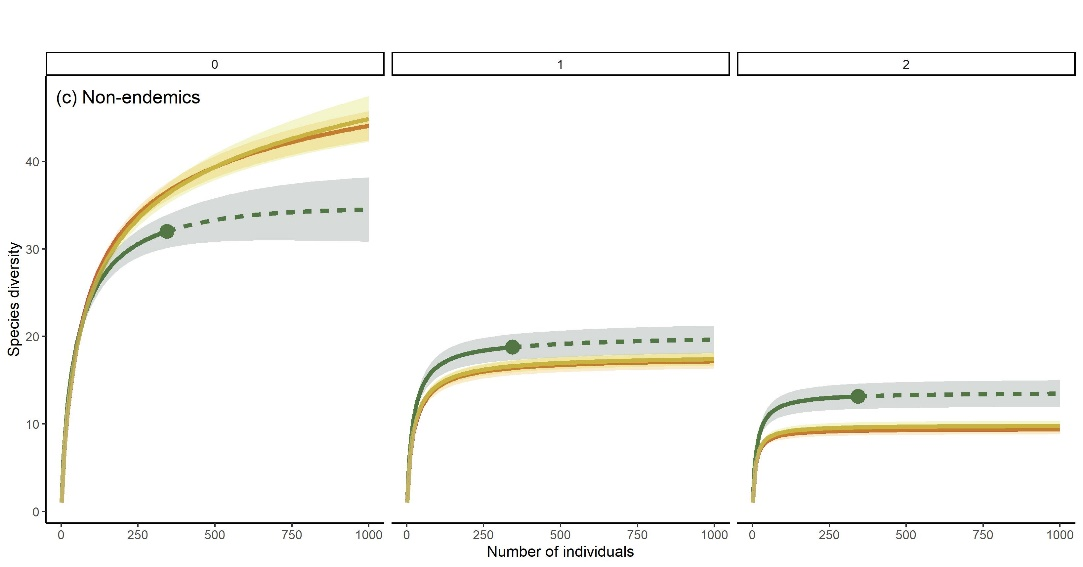 0 1 2
(c) Non-endemics
40
30
20
10
0
Species diversity
0 250 500 750 1000 0 250 500 750 1000 0 250 500 750 1000
Number of individuals